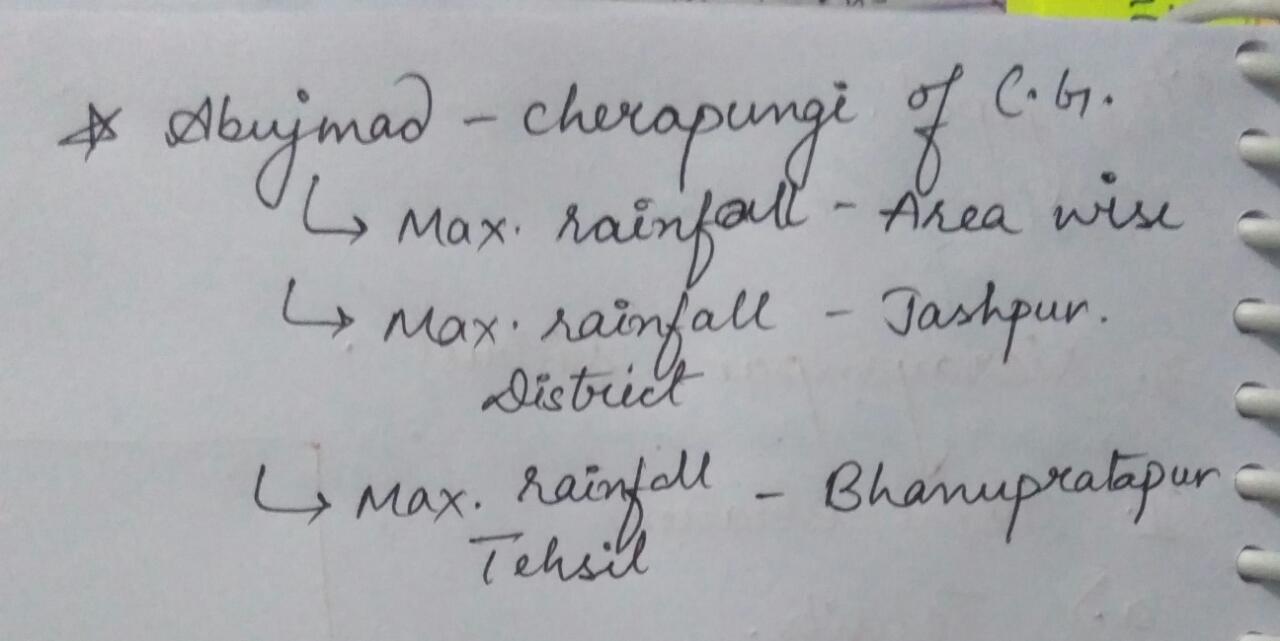 ☆ Abujmad - cherapungi of C.G.
↳ Max. rainfall - Area wise
↳ Max. rainfall - Jashpur.
District
↳ Max. rainfall - Bhanupratapur
Tehsil